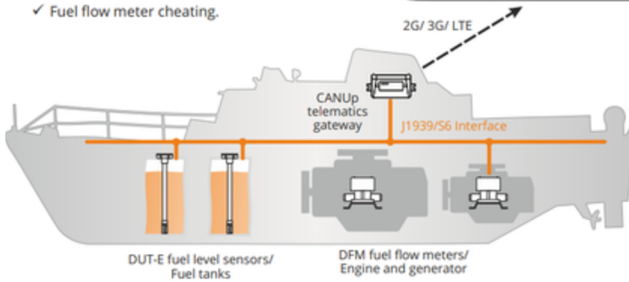 ✓ Fuel flow meter cheating.
2G/ 3G/ LTE
CANUp
telematics
gateway
J1939/S6 Interface
DUT-E fuel level sensors/
Fuel tanks
DFM fuel flow meters/
Engine and generator